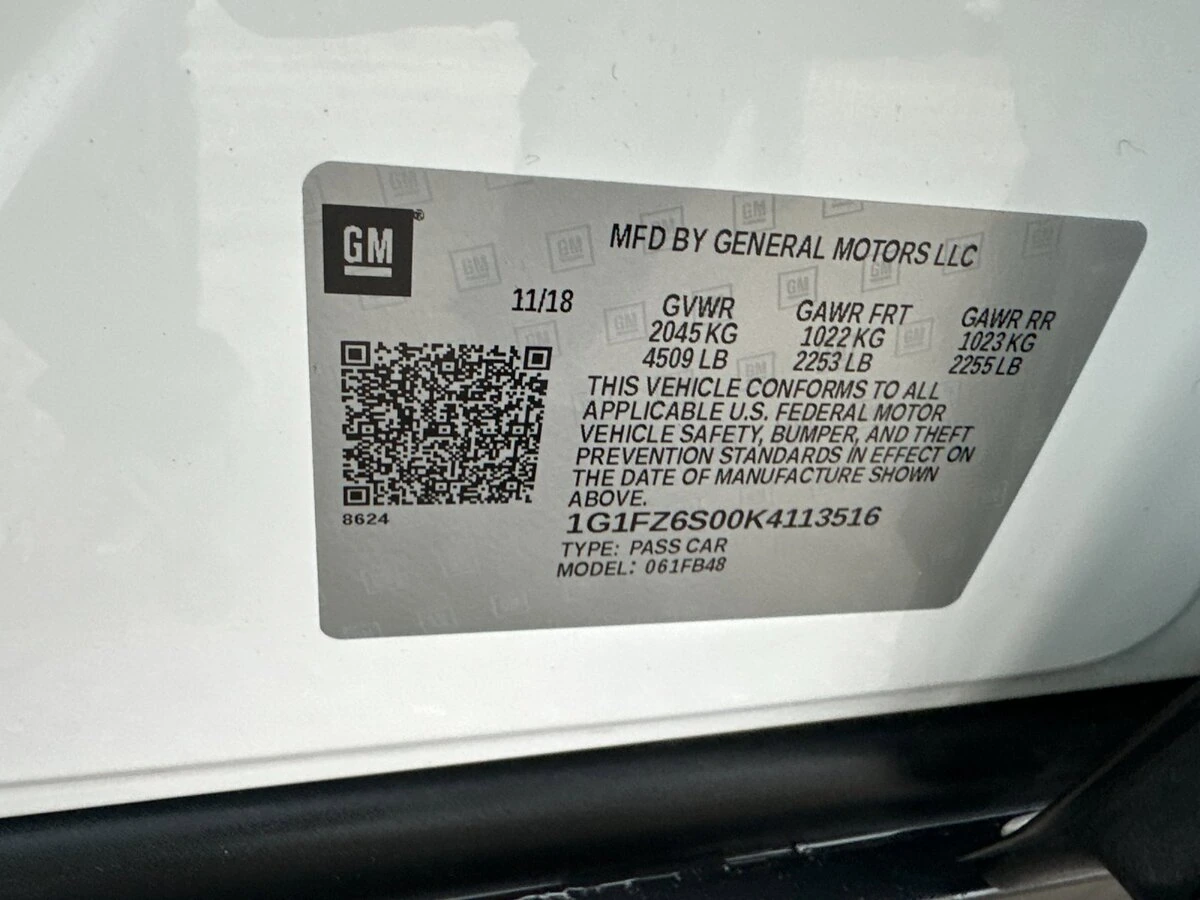 GM®
MFD BY GENERAL MOTORS LLC
11/18
GVWR GAWR FRT GAWR RR
2045 KG 1022 KG 1023 KG
4509 LB 2253 LB 2255 LB
THIS VEHICLE CONFORMS TO ALL
APPLICABLE U.S. FEDERAL MOTOR
VEHICLE SAFETY, BUMPER, AND THEFT
PREVENTION STANDARDS IN EFFECT ON
THE DATE OF MANUFACTURE SHOWN
ABOVE.
8624
1G1FZ6S00K4113516
TYPE: PASS CAR
MODEL: 061FB48